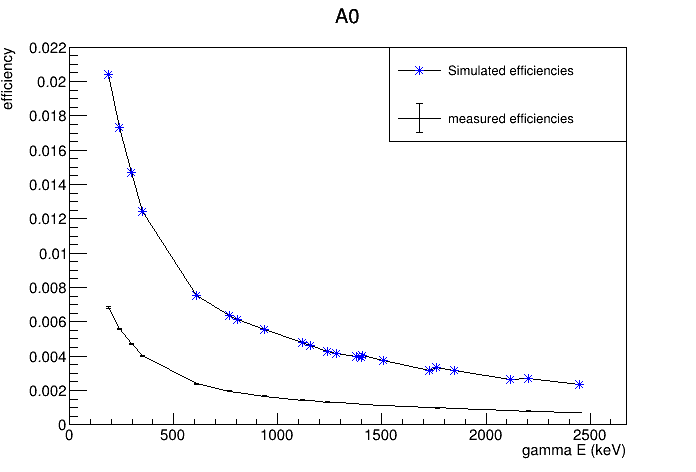 A0
efficiency
0.022
0.02
0.018
0.016
0.014
0.012
0.01
0.008
0.006
0.004
0.002
0
Simulated efficiencies
measured efficiencies
0 500 1000 1500 2000 2500
gamma E (keV)